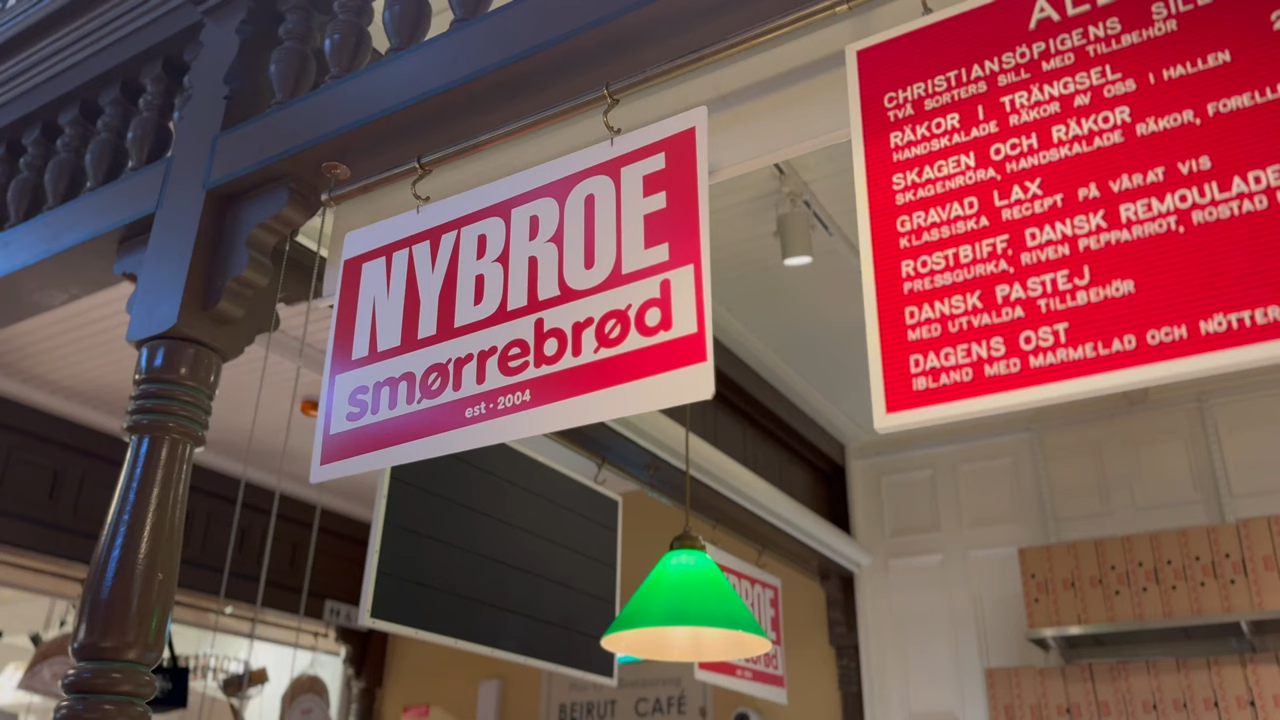 NYBROE
smørrebrød
est • 2004
CHRISTIANSÖPIGENS SILL
TVÅ SORTERS SILL MED TILLBEHÖR
RÄKOR I TRÄNGSEL
HANDSKALADE RÄKOR AV OSS I HALLEN
SKAGEN OCH RÄKOR
SKAGENRÖRA, HANDSKALADE RÄKOR,
GRAVAD LAX
KLASSISKA RECEPT PÅ VÅRAT VIS
ROSTBIFF, DANSK REMOULADE
PRESSGURKA, RIVEN PEPPARROT, ROSTAD
DANSK PASTEJ
MED UTVALDA TILLBEHÖR
DAGENS OST
IBLAND MED MARMELAD OCH NÖTTER
smørrebrød
BEIRUT CAFÉ